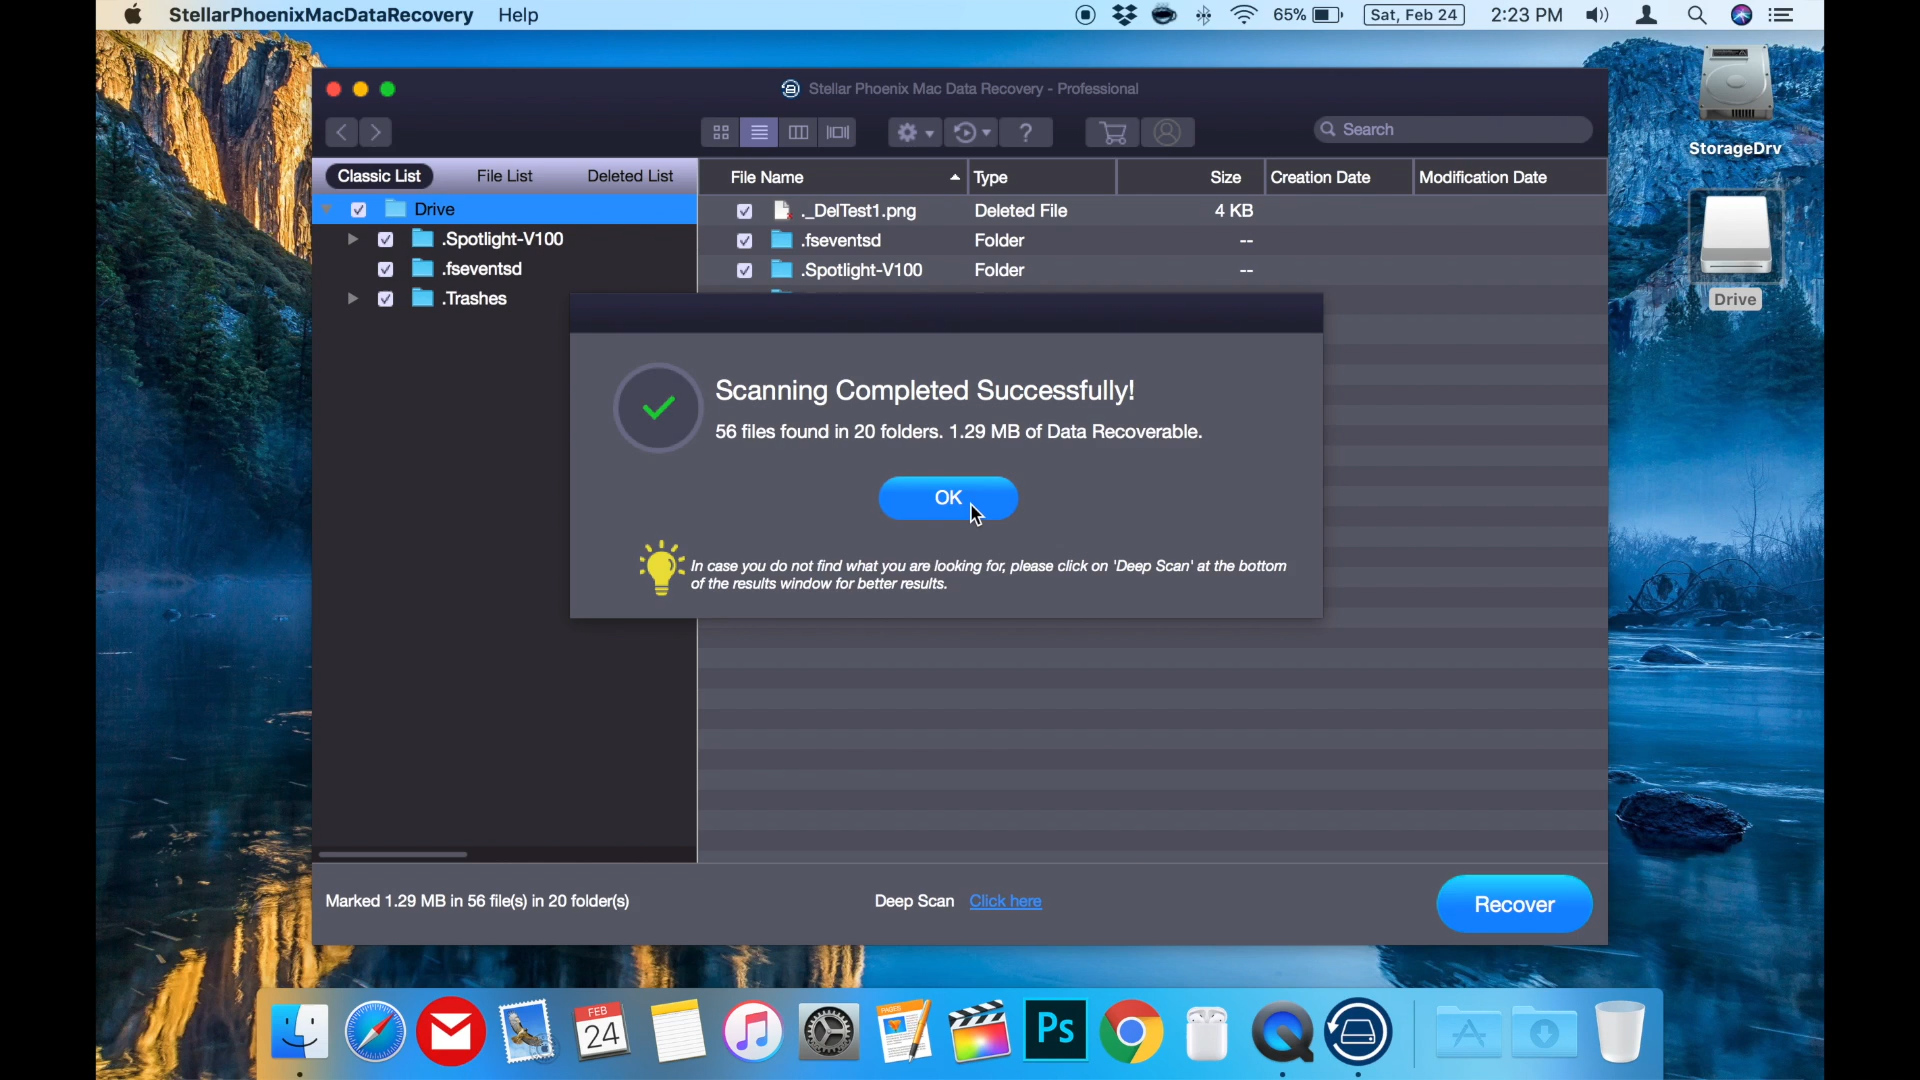 StellarPhoenixMacDataRecovery Help 65% Sat, Feb 24 2:23 PM
Stellar Phoenix Mac Data Recovery - Professional
? Search
StorageDrv
Classic List File List Deleted List File Name Type Size Creation Date Modification Date
Drive ._DelTest1.png Deleted File 4 KB
.Spotlight-V100 .fseventsd Folder --
.fseventsd .Spotlight-V100 Folder --
.Trashes
Drive
Scanning Completed Successfully!
56 files found in 20 folders. 1.29 MB of Data Recoverable.
OK
In case you do not find what you are looking for, please click on 'Deep Scan' at the bottom
of the results window for better results.
Marked 1.29 MB in 56 file(s) in 20 folder(s) Deep Scan Click here Recover
FEB
24
PAGES
Ps